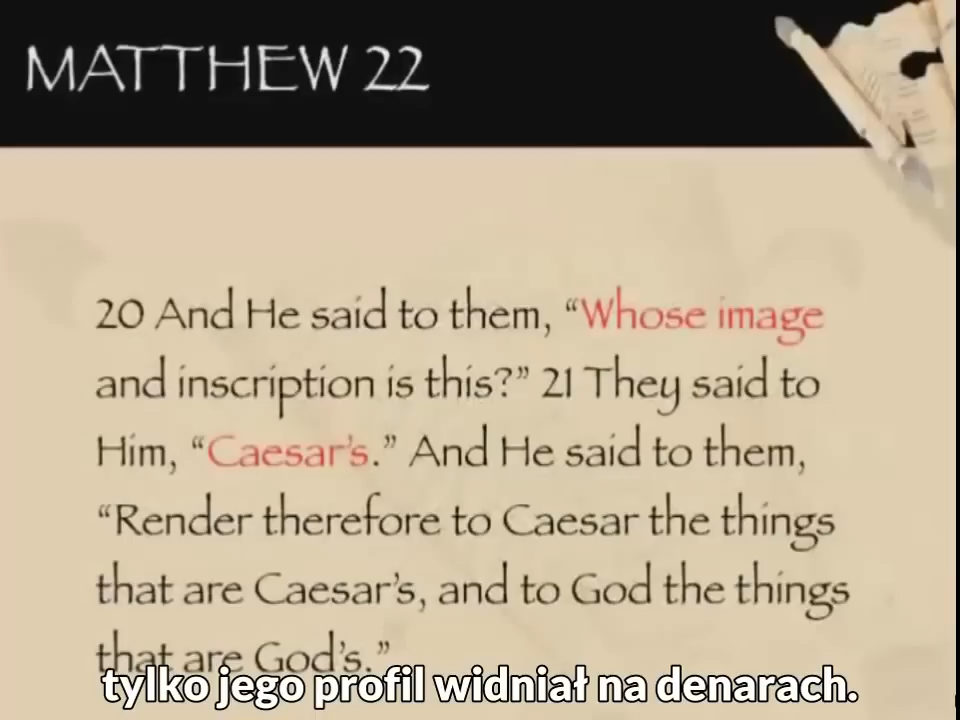 MATTHEW 22
20 And He said to them, “Whose image
and inscription is this?” 21 They said to
Him, “Caesar’s.” And He said to them,
“Render therefore to Caesar the things
that are Caesar’s, and to God the things
that are God’s.”
tylko jego profil widniał na denarach.